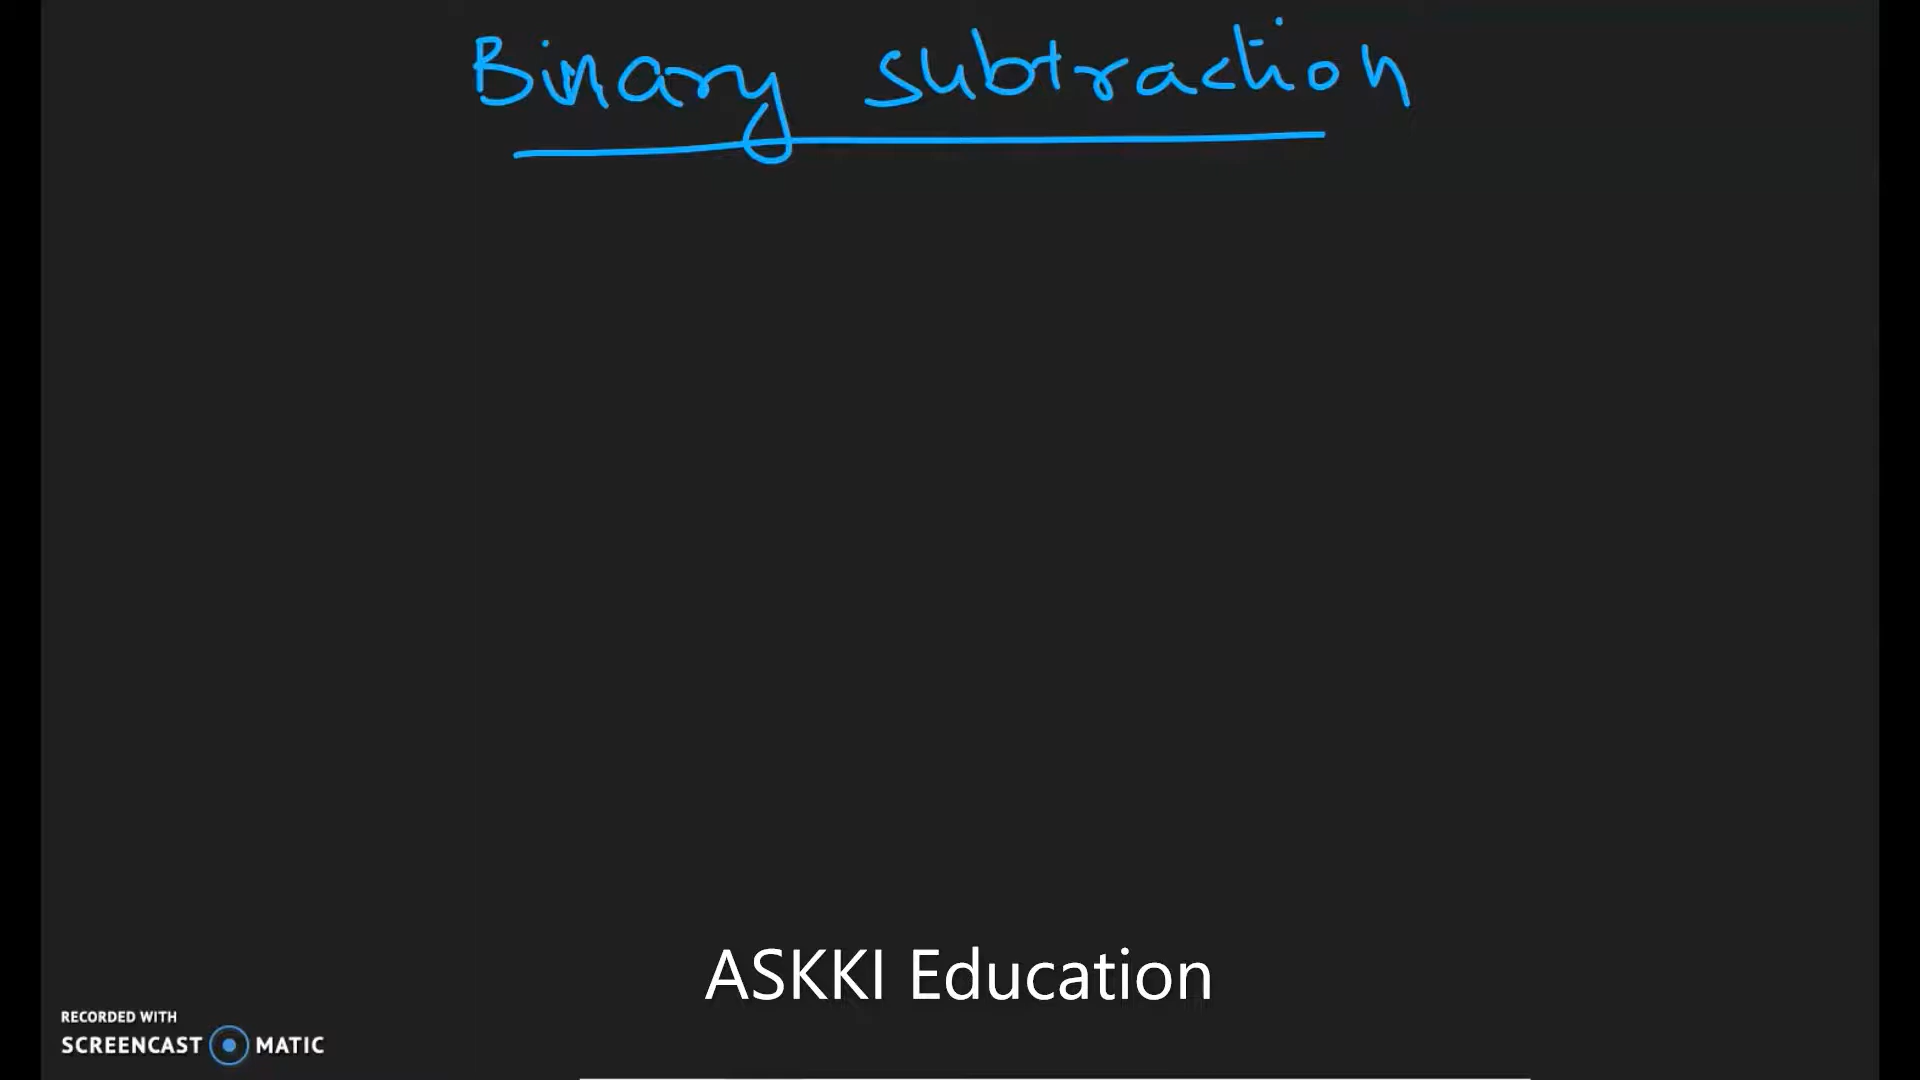 Binary subtraction
ASKKI Education
RECORDED WITH
SCREENCAST MATIC